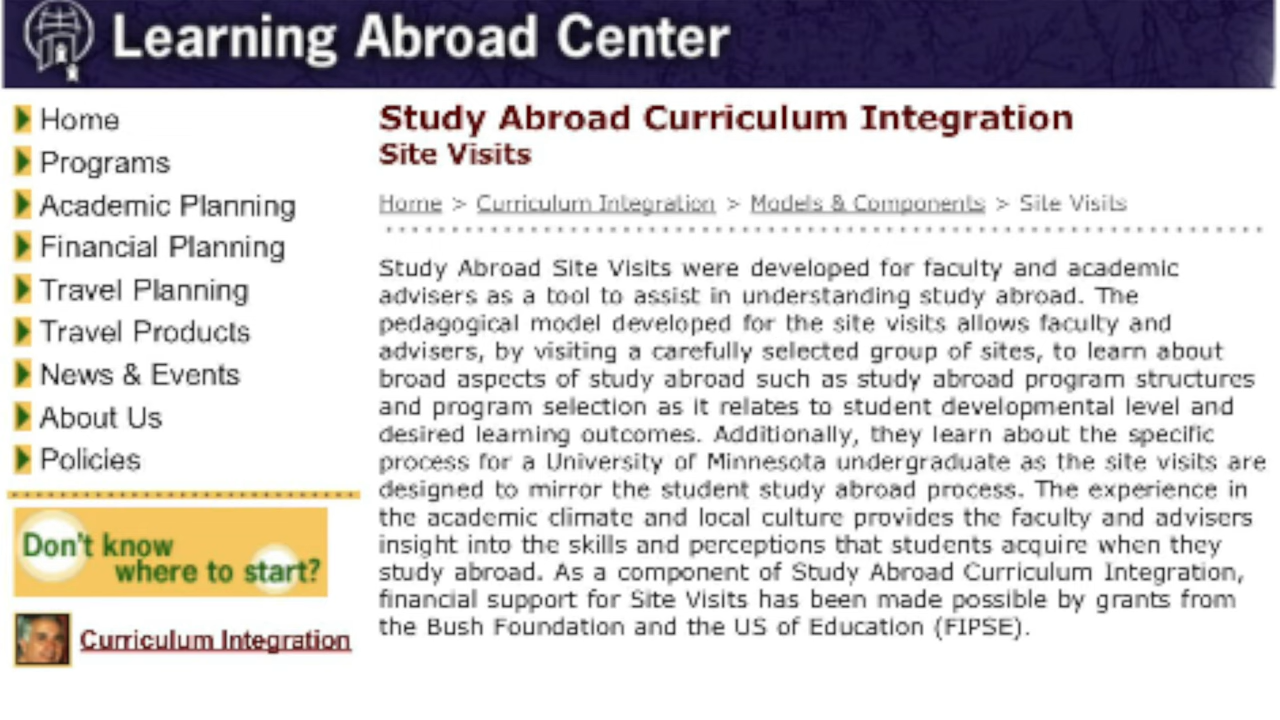 Learning Abroad Center
Home
Programs
Academic Planning
Financial Planning
Travel Planning
Travel Products
News & Events
About Us
Policies
Don't know
where to start?
Curriculum Integration
Study Abroad Curriculum Integration
Site Visits
Home > Curriculum Integration > Models & Components > Site Visits
Study Abroad Site Visits were developed for faculty and academic
advisers as a tool to assist in understanding study abroad. The
pedagogical model developed for the site visits allows faculty and
advisers, by visiting a carefully selected group of sites, to learn about
broad aspects of study abroad such as study abroad program structures
and program selection as it relates to student developmental level and
desired learning outcomes. Additionally, they learn about the specific
process for a University of Minnesota undergraduate as the site visits are
designed to mirror the student study abroad process. The experience in
the academic climate and local culture provides the faculty and advisers
insight into the skills and perceptions that students acquire when they
study abroad. As a component of Study Abroad Curriculum Integration,
financial support for Site Visits has been made possible by grants from
the Bush Foundation and the US of Education (FIPSE).